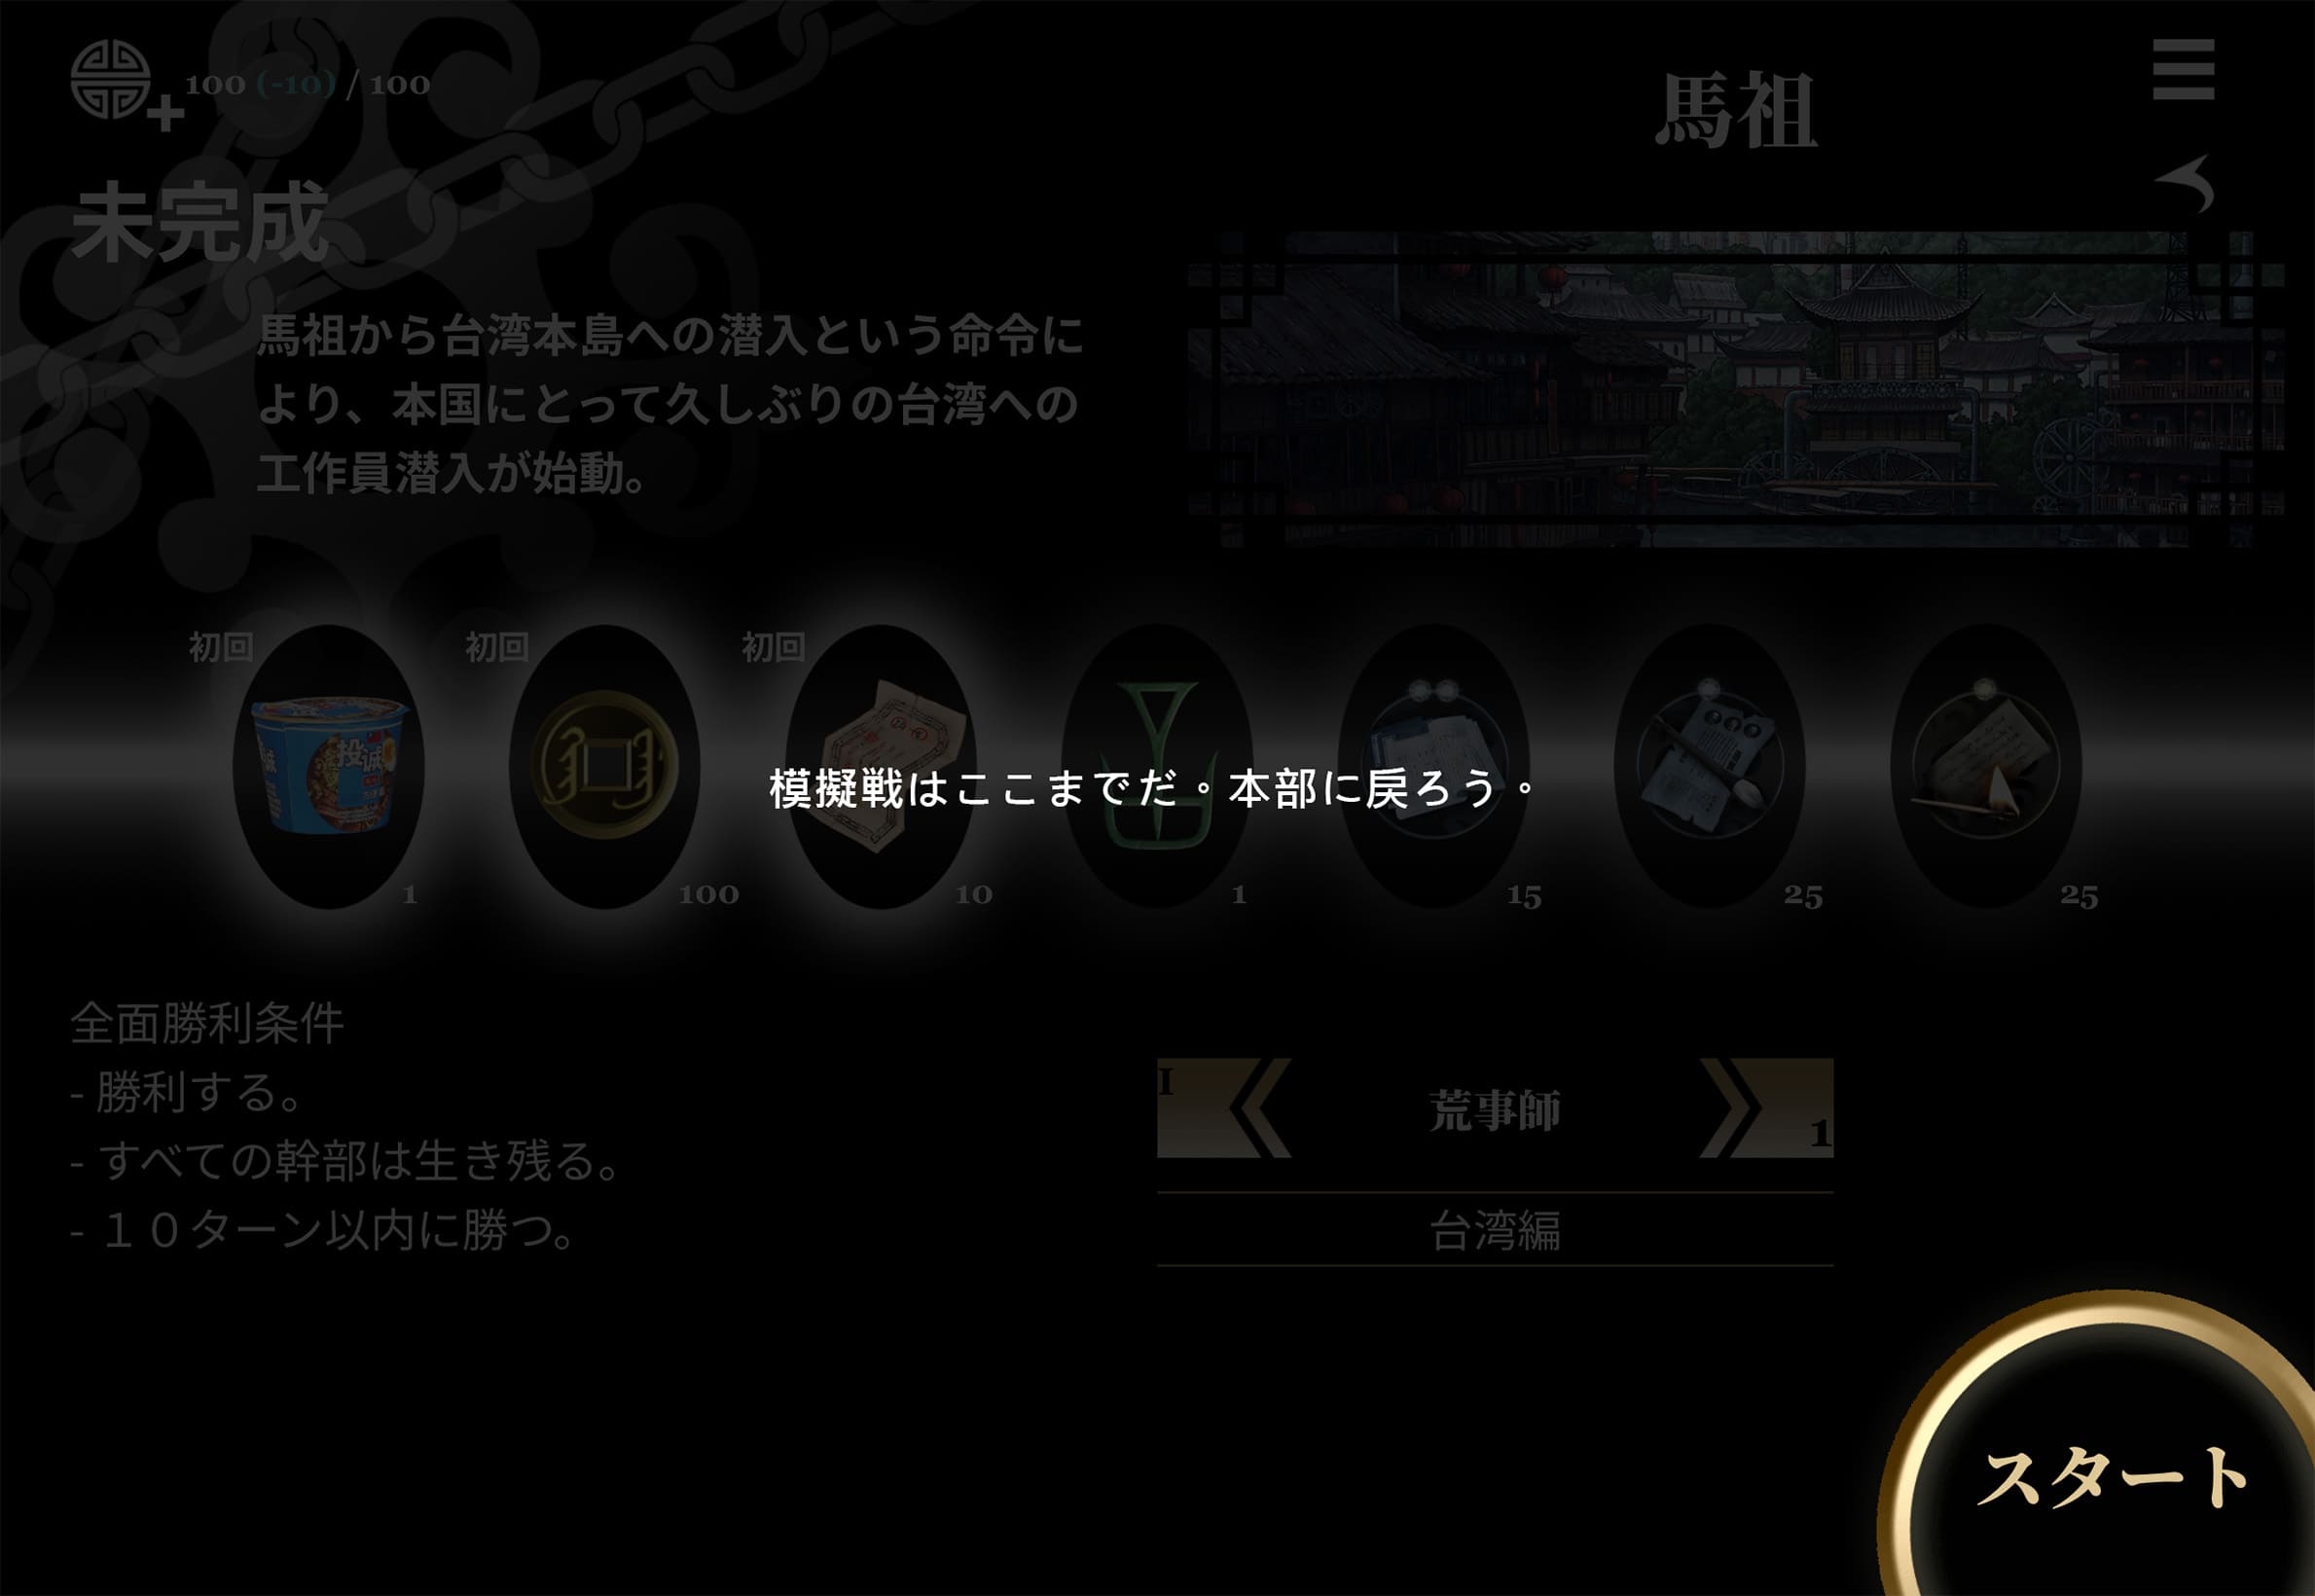 100 (-10) / 100
馬祖
未完成
馬祖から台湾本島への潜入という命令に
より、本国にとって久しぶりの台湾への
工作員潜入が始動。
初回
初回
初回
投诚
模擬戦はここまでだ。本部に戻ろう。
1
100
10
1
15
25
25
全面勝利条件
- 勝利する。
- すべての幹部は生き残る。
- １０ターン以内に勝つ。
I
荒事師
1
台湾編
スタート